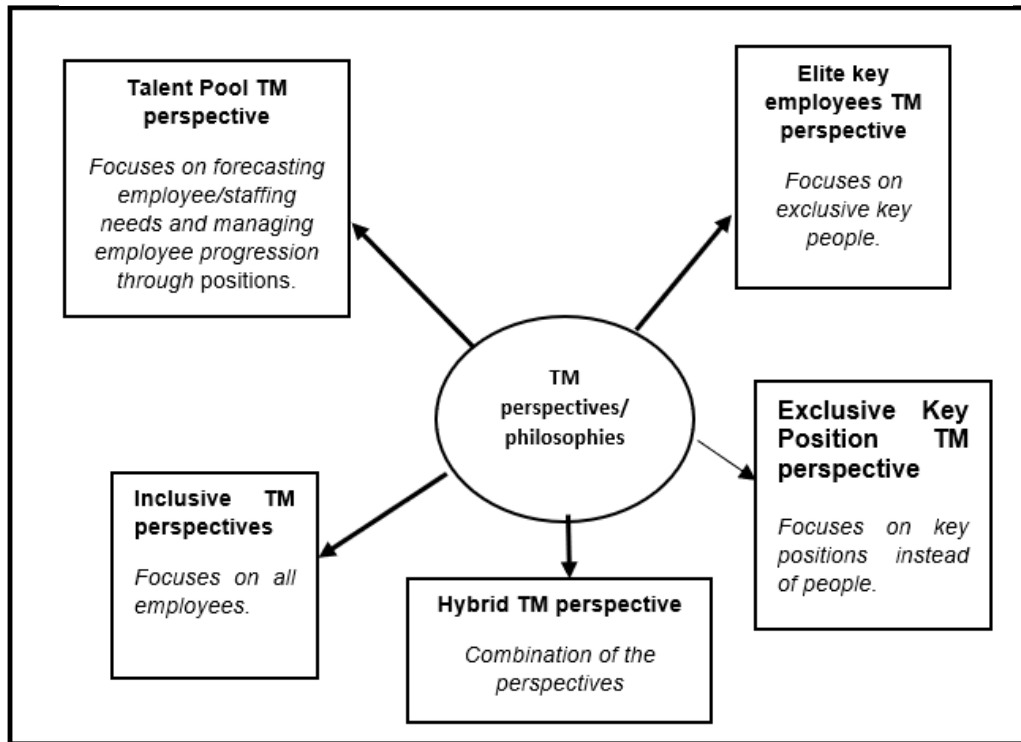 Talent Pool TM
perspective
Focuses on forecasting
employee/staffing
needs and managing
employee progression
through positions.
Elite key
employees TM
perspective
Focuses on
exclusive key
people.
TM
perspectives/
philosophies
Exclusive Key
Position TM
perspective
Focuses on key
positions instead
of people.
Inclusive TM
perspectives
Focuses on all
employees.
Hybrid TM perspective
Combination of the
perspectives